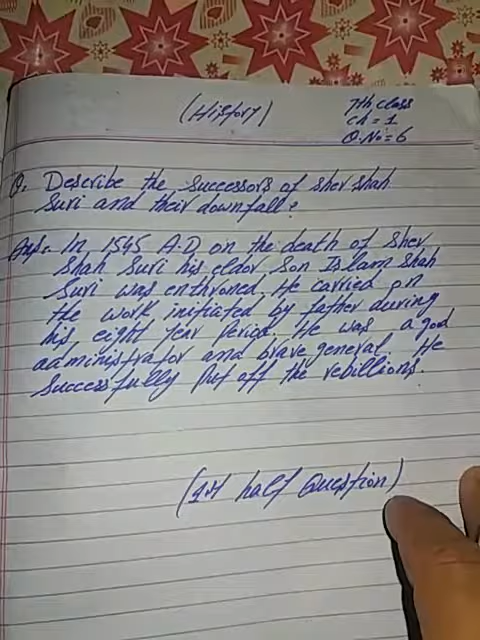 (History)
7th class
Ch = 1
Q.No = 6
Q. Describe the successors of Sher shah
Suri and their downfall?
Ans. In 1545 A.D on the death of Sher
Shah Suri his elder Son Islam Shah
Suri was enthroned. He carried on
the work initiated by father during
his, eight year Period. He was a god
administrator and brave general. He
Successfully Put off the rebillions.
(1st half Question)